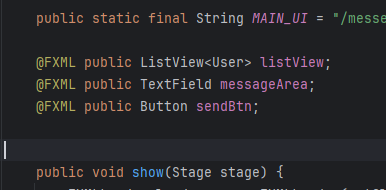 public static final String MAIN_UI = "/messe
@FXML public ListView<User> listView;
@FXML public TextField messageArea;
@FXML public Button sendBtn;
public void show(Stage stage) {